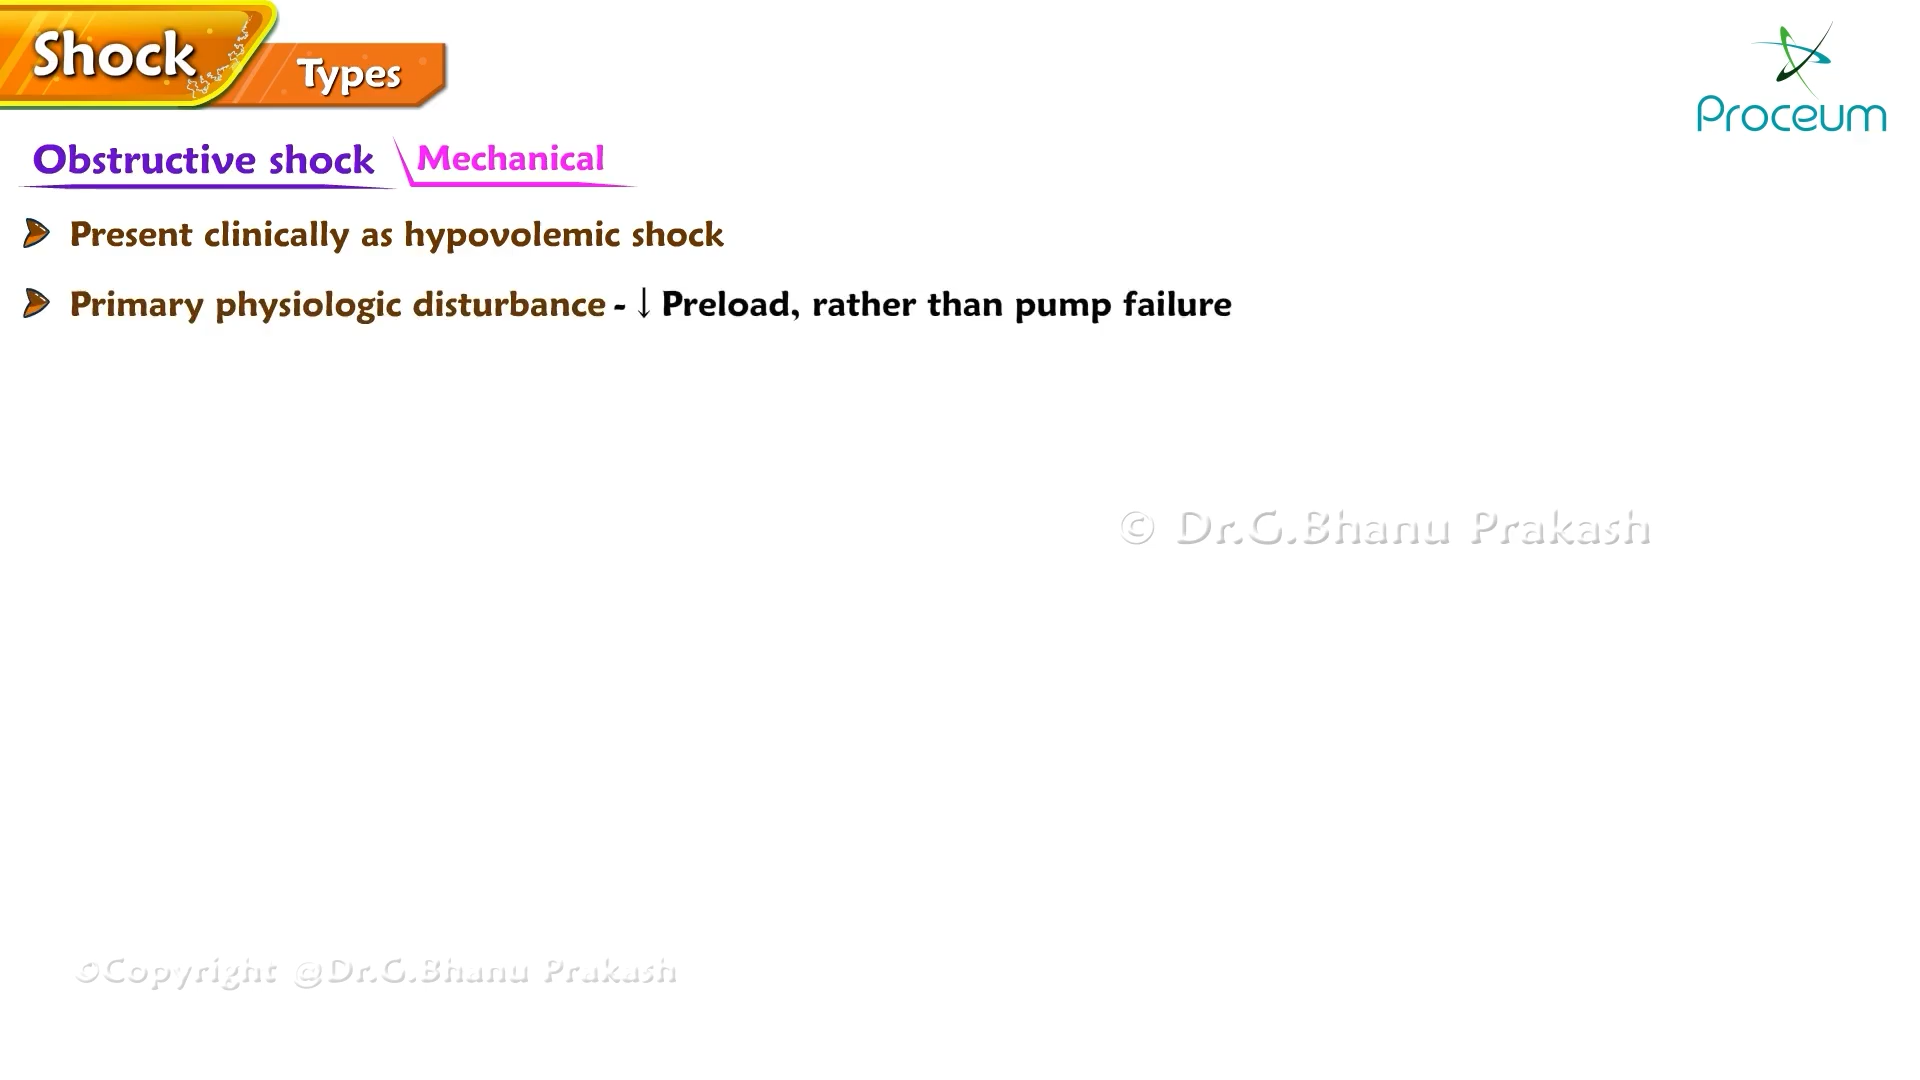 Shock
Types
Proceum
Obstructive shock Mechanical
Present clinically as hypovolemic shock
Primary physiologic disturbance - ↓ Preload, rather than pump failure
© Dr.G.Bhanu Prakash
©Copyright @Dr.G.Bhanu Prakash